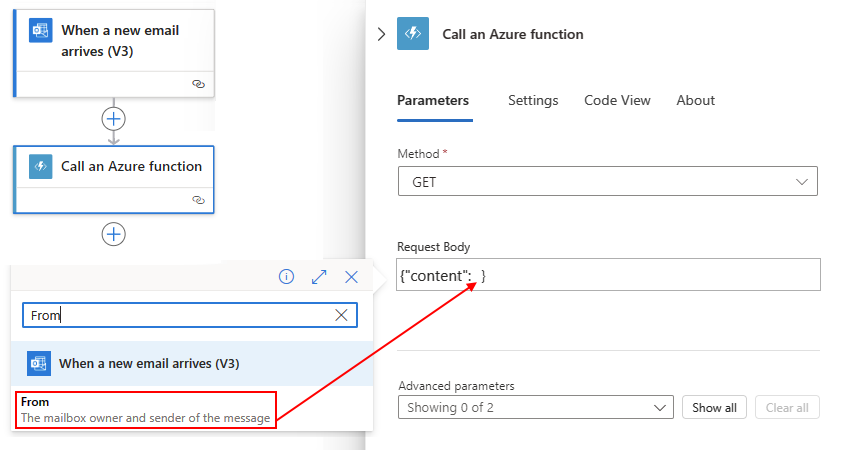 When a new email
arrives (V3)
Call an Azure function
From
When a new email arrives (V3)
From
The mailbox owner and sender of the message
Call an Azure function
Parameters
Settings
Code View
About
Method *
GET
Request Body
{"content": }
Advanced parameters
Showing 0 of 2
Show all
Clear all